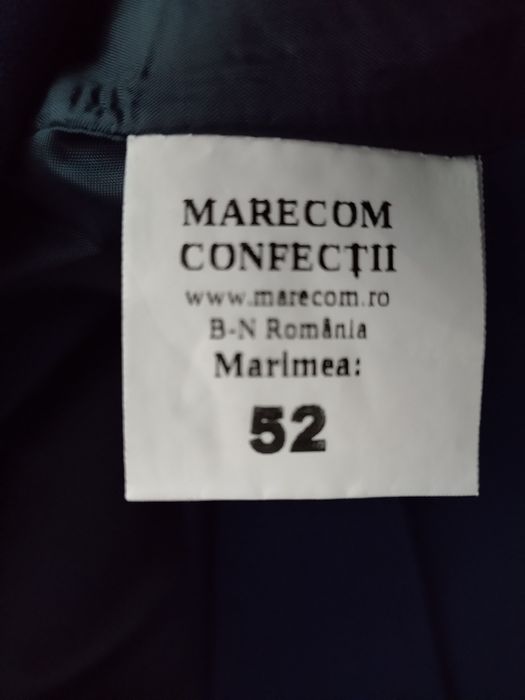 MARECOM
CONFECȚII
www.marecom.ro
B-N România
Marimea:
52